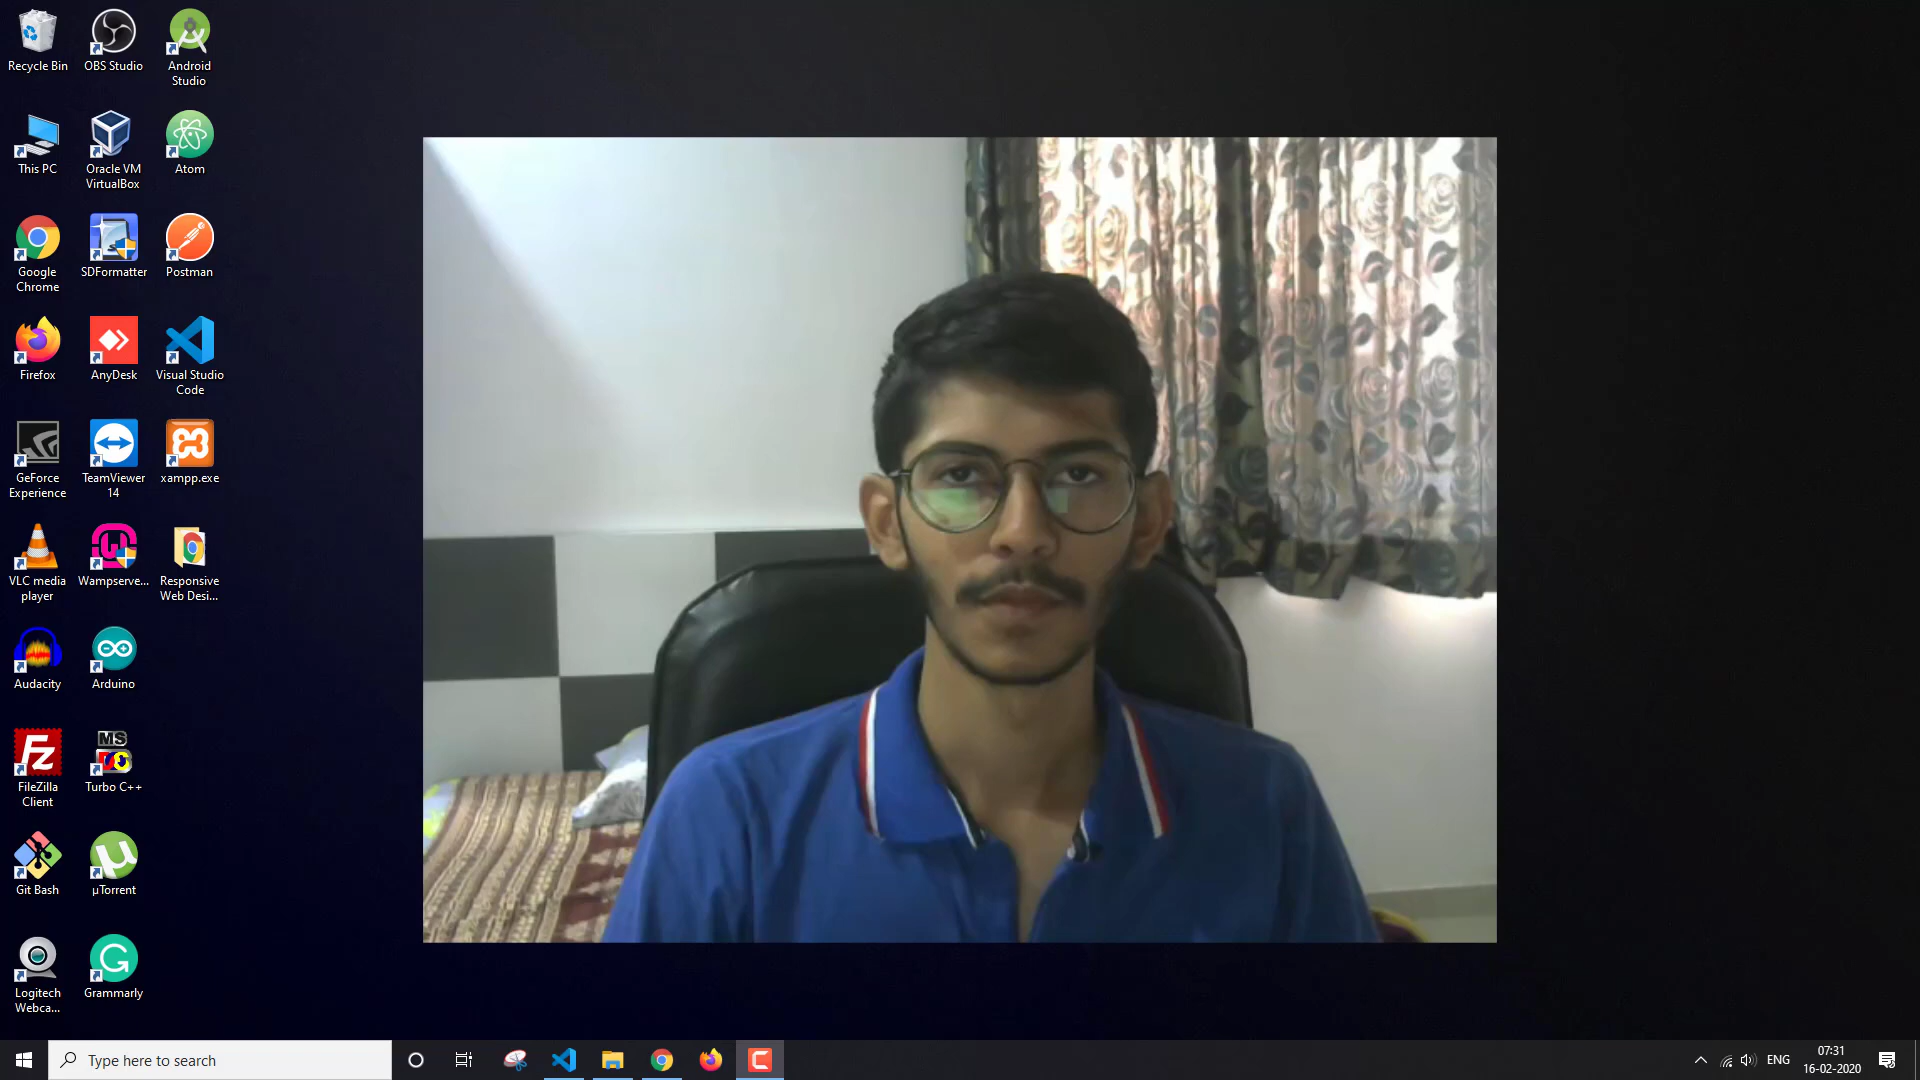 Recycle Bin
OBS Studio
Android
Studio
This PC
Oracle VM
VirtualBox
Atom
Google
Chrome
SDFormatter
Postman
Firefox
AnyDesk
Visual Studio
Code
GeForce
Experience
TeamViewer
14
xampp.exe
VLC media
player
Wampserve...
Responsive
Web Desi...
Audacity
Arduino
Fz
FileZilla
Client
MS
Turbo C++
Git Bash
µTorrent
Logitech
Webca...
Grammarly
Type here to search
ENG
07:31
16-02-2020